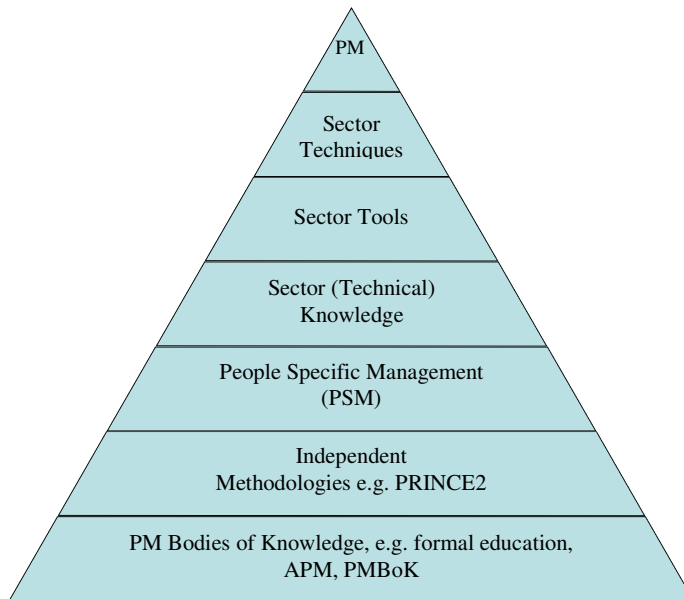 PM
Sector
Techniques
Sector Tools
Sector (Technical)
Knowledge
People Specific Management
(PSM)
Independent
Methodologies e.g. PRINCE2
PM Bodies of Knowledge, e.g. formal education,
APM, PMBoK